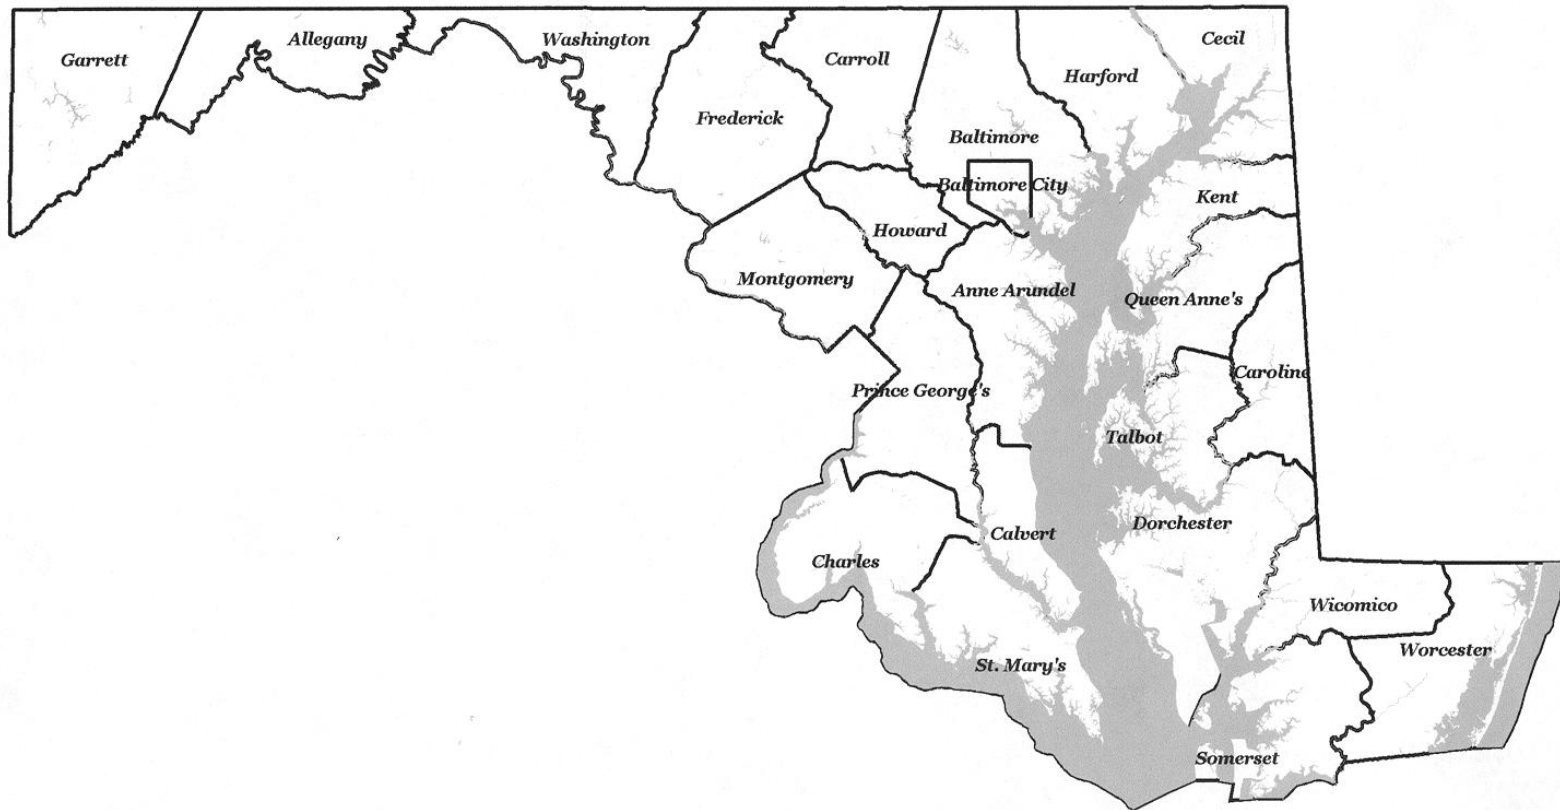 Garrett
Allegany
Washington
Frederick
Carroll
Baltimore
Harford
Cecil
Baltimore City
Kent
Howard
Montgomery
Anne Arundel
Queen Anne's
Prince George's
Caroline
Talbot
Calvert
Dorchester
Charles
Wicomico
St. Mary's
Worcester
Somerset